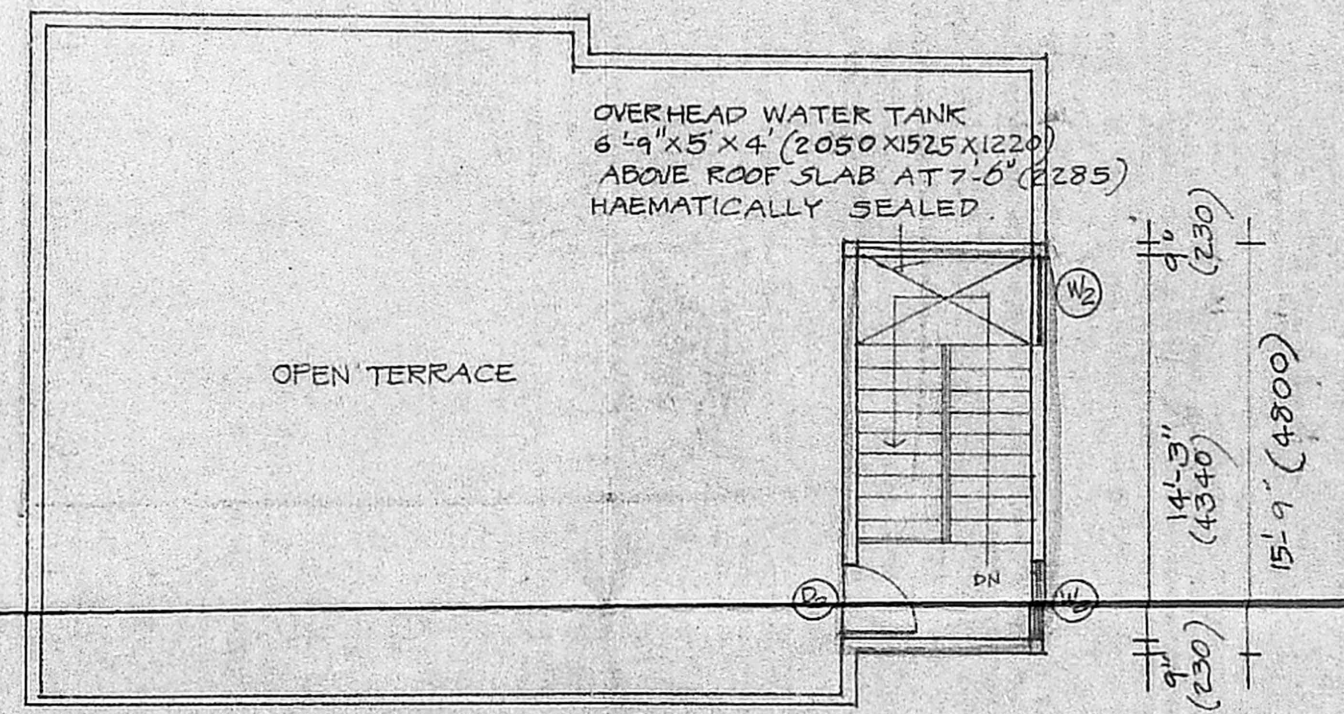 OVERHEAD WATER TANK
6'-9"X5'X4' (2050X1525X1220)
ABOVE ROOF SLAB AT 7'-6" (2285)
HAEMATICALLY SEALED.
9"
(230)
W2
OPEN TERRACE
14'-3"
(4340)
15'-9" (4800)
DN
9"
(230)